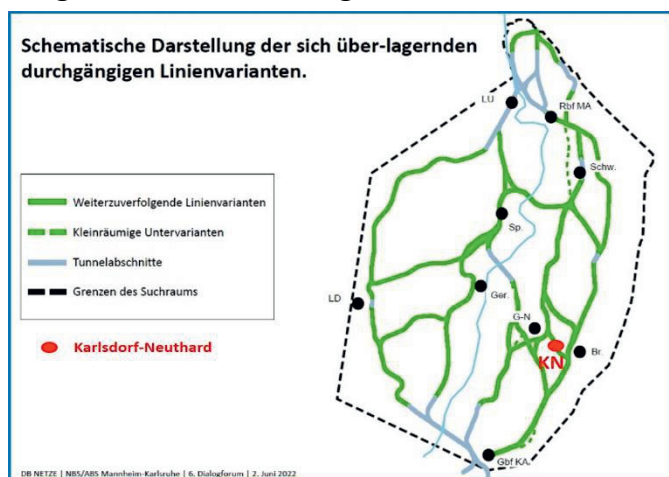 Schematische Darstellung der sich über-lagernden
durchgängigen Linienvarianten.
LU
Rbf MA
Schw.
Weiterzuverfolgende Linienvarianten
Kleinräumige Untervarianten
Sp.
Tunnelabschnitte
Grenzen des Suchraums
LD
Ger.
G-N
Karlsdorf-Neuthard
KN
Br.
Gbf KA
DB NETZE | NBS/ABS Mannheim-Karlsruhe | 6. Dialogforum | 2. Juni 2022